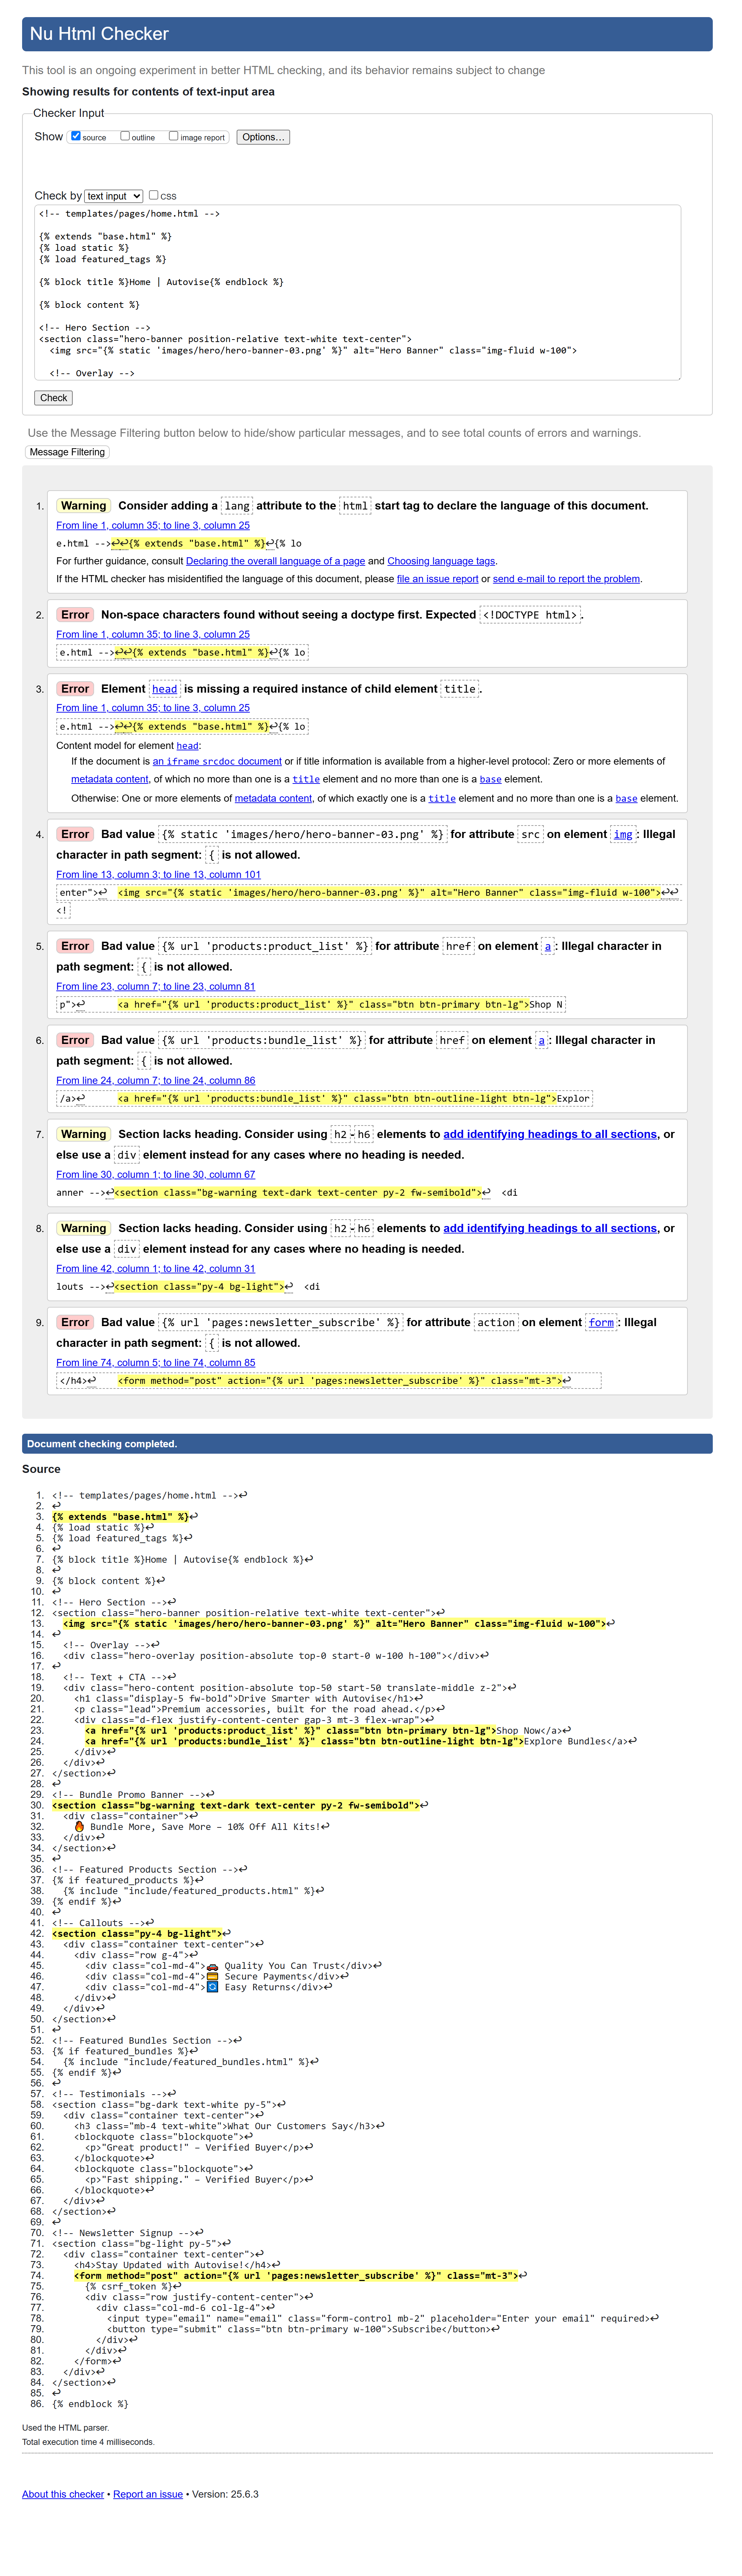 Nu Html Checker
This tool is an ongoing experiment in better HTML checking, and its behavior remains subject to change
Showing results for contents of text-input area
Checker Input
Show source outline image report Options…
Check by text input css
<!-- templates/pages/home.html -->
{% extends "base.html" %}
{% load static %}
{% load featured_tags %}
{% block title %}Home | Autovise{% endblock %}
{% block content %}
<!-- Hero Section -->
<section class="hero-banner position-relative text-white text-center">
<img src="{% static 'images/hero/hero-banner-03.png' %}" alt="Hero Banner" class="img-fluid w-100">
<!-- Overlay -->
Check
Use the Message Filtering button below to hide/show particular messages, and to see total counts of errors and warnings.
Message Filtering
1. Warning Consider adding a lang attribute to the html start tag to declare the language of this document.
From line 1, column 35; to line 3, column 25
e.html -->↩↩{% extends "base.html" %}↩{% lo
For further guidance, consult Declaring the overall language of a page and Choosing language tags.
If the HTML checker has misidentified the language of this document, please file an issue report or send e-mail to report the problem.
2. Error Non-space characters found without seeing a doctype first. Expected <!DOCTYPE html>.
From line 1, column 35; to line 3, column 25
e.html -->↩↩{% extends "base.html" %}↩{% lo
3. Error Element head is missing a required instance of child element title.
From line 1, column 35; to line 3, column 25
e.html -->↩↩{% extends "base.html" %}↩{% lo
Content model for element head:
If the document is an iframe srcdoc document or if title information is available from a higher-level protocol: Zero or more elements of
metadata content, of which no more than one is a title element and no more than one is a base element.
Otherwise: One or more elements of metadata content, of which exactly one is a title element and no more than one is a base element.
4. Error Bad value {% static 'images/hero/hero-banner-03.png' %} for attribute src on element img: Illegal
character in path segment: { is not allowed.
From line 13, column 3; to line 13, column 101
enter">↩ <img src="{% static 'images/hero/hero-banner-03.png' %}" alt="Hero Banner" class="img-fluid w-100">↩↩
<!
5. Error Bad value {% url 'products:product_list' %} for attribute href on element a: Illegal character in
path segment: { is not allowed.
From line 23, column 7; to line 23, column 81
p">↩ <a href="{% url 'products:product_list' %}" class="btn btn-primary btn-lg">Shop N
6. Error Bad value {% url 'products:bundle_list' %} for attribute href on element a: Illegal character in
path segment: { is not allowed.
From line 24, column 7; to line 24, column 86
/a>↩ <a href="{% url 'products:bundle_list' %}" class="btn btn-outline-light btn-lg">Explor
7. Warning Section lacks heading. Consider using h2-h6 elements to add identifying headings to all sections, or
else use a div element instead for any cases where no heading is needed.
From line 30, column 1; to line 30, column 67
anner -->↩<section class="bg-warning text-dark text-center py-2 fw-semibold">↩ <di
8. Warning Section lacks heading. Consider using h2-h6 elements to add identifying headings to all sections, or
else use a div element instead for any cases where no heading is needed.
From line 42, column 1; to line 42, column 31
louts -->↩<section class="py-4 bg-light">↩ <di
9. Error Bad value {% url 'pages:newsletter_subscribe' %} for attribute action on element form: Illegal
character in path segment: { is not allowed.
From line 74, column 5; to line 74, column 85
</h4>↩ <form method="post" action="{% url 'pages:newsletter_subscribe' %}" class="mt-3">↩
Document checking completed.
Source
1. <!-- templates/pages/home.html -->↩
2. ↩
3. {% extends "base.html" %}↩
4. {% load static %}↩
5. {% load featured_tags %}↩
6. ↩
7. {% block title %}Home | Autovise{% endblock %}↩
8. ↩
9. {% block content %}↩
10. ↩
11. <!-- Hero Section -->↩
12. <section class="hero-banner position-relative text-white text-center">↩
13. <img src="{% static 'images/hero/hero-banner-03.png' %}" alt="Hero Banner" class="img-fluid w-100">↩
14. ↩
15. <!-- Overlay -->↩
16. <div class="hero-overlay position-absolute top-0 start-0 w-100 h-100"></div>↩
17. ↩
18. <!-- Text + CTA -->↩
19. <div class="hero-content position-absolute top-50 start-50 translate-middle z-2">↩
20. <h1 class="display-5 fw-bold">Drive Smarter with Autovise</h1>↩
21. <p class="lead">Premium accessories, built for the road ahead.</p>↩
22. <div class="d-flex justify-content-center gap-3 mt-3 flex-wrap">↩
23. <a href="{% url 'products:product_list' %}" class="btn btn-primary btn-lg">Shop Now</a>↩
24. <a href="{% url 'products:bundle_list' %}" class="btn btn-outline-light btn-lg">Explore Bundles</a>↩
25. </div>↩
26. </div>↩
27. </section>↩
28. ↩
29. <!-- Bundle Promo Banner -->↩
30. <section class="bg-warning text-dark text-center py-2 fw-semibold">↩
31. <div class="container">↩
32. 🔥 Bundle More, Save More – 10% Off All Kits!↩
33. </div>↩
34. </section>↩
35. ↩
36. <!-- Featured Products Section -->↩
37. {% if featured_products %}↩
38. {% include "include/featured_products.html" %}↩
39. {% endif %}↩
40. ↩
41. <!-- Callouts -->↩
42. <section class="py-4 bg-light">↩
43. <div class="container text-center">↩
44. <div class="row g-4">↩
45. <div class="col-md-4">🚗 Quality You Can Trust</div>↩
46. <div class="col-md-4">💳 Secure Payments</div>↩
47. <div class="col-md-4">🔄 Easy Returns</div>↩
48. </div>↩
49. </div>↩
50. </section>↩
51. ↩
52. <!-- Featured Bundles Section -->↩
53. {% if featured_bundles %}↩
54. {% include "include/featured_bundles.html" %}↩
55. {% endif %}↩
56. ↩
57. <!-- Testimonials -->↩
58. <section class="bg-dark text-white py-5">↩
59. <div class="container text-center">↩
60. <h3 class="mb-4 text-white">What Our Customers Say</h3>↩
61. <blockquote class="blockquote">↩
62. <p>"Great product!" – Verified Buyer</p>↩
63. </blockquote>↩
64. <blockquote class="blockquote">↩
65. <p>"Fast shipping." – Verified Buyer</p>↩
66. </blockquote>↩
67. </div>↩
68. </section>↩
69. ↩
70. <!-- Newsletter Signup -->↩
71. <section class="bg-light py-5">↩
72. <div class="container text-center">↩
73. <h4>Stay Updated with Autovise!</h4>↩
74. <form method="post" action="{% url 'pages:newsletter_subscribe' %}" class="mt-3">↩
75. {% csrf_token %}↩
76. <div class="row justify-content-center">↩
77. <div class="col-md-6 col-lg-4">↩
78. <input type="email" name="email" class="form-control mb-2" placeholder="Enter your email" required>↩
79. <button type="submit" class="btn btn-primary w-100">Subscribe</button>↩
80. </div>↩
81. </div>↩
82. </form>↩
83. </div>↩
84. </section>↩
85. ↩
86. {% endblock %}
Used the HTML parser.
Total execution time 4 milliseconds.
About this checker • Report an issue • Version: 25.6.3